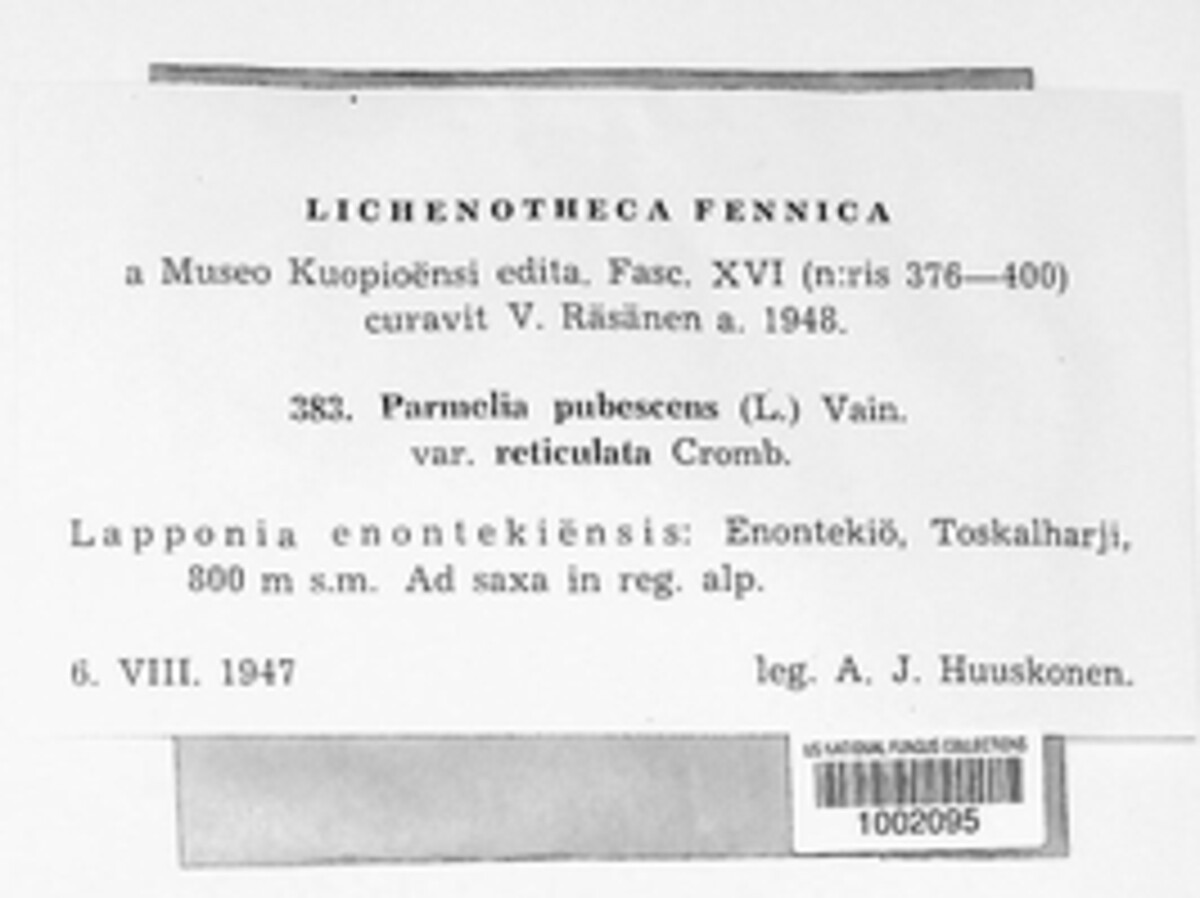 LICHENOTHECA FENNICA
a Museo Kuopioënsi edita. Fasc. XVI (n:ris 376—400)
curavit V. Räsänen a. 1948.
383. Parmelia pubescens (L.) Vain.
var. reticulata Cromb.
Lapponia enontekiënsis: Enontekiö, Toskalharji,
800 m s.m. Ad saxa in reg. alp.
6. VIII. 1947 leg. A. J. Huuskonen.
US NATIONAL FUNGUS COLLECTIONS
1002095